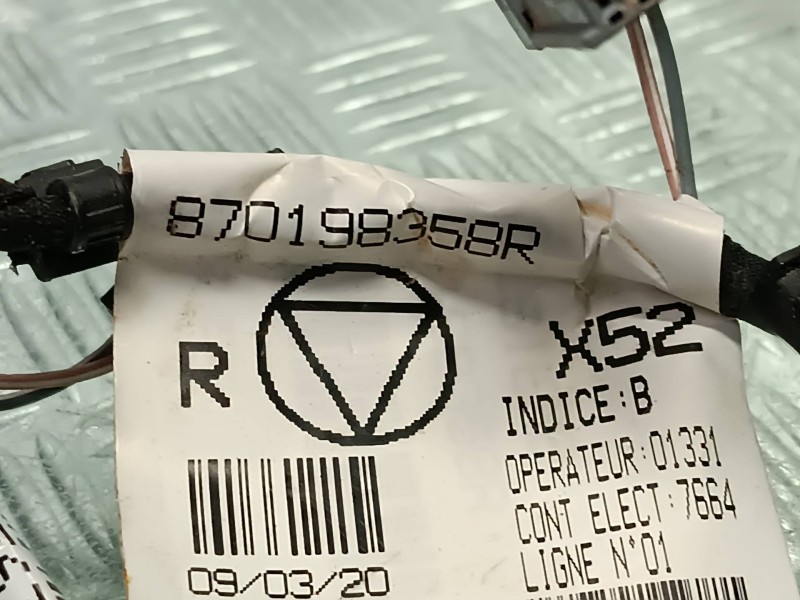 870198358R
R
X52
INDICE:B
OPERATEUR:01331
CONT ELECT:7664
LIGNE N°01
09/03/20